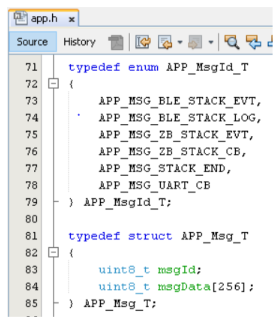 app.h x
Source History
71 typedef enum APP_MsgId_T
72 {
73 APP_MSG_BLE_STACK_EVT,
74 APP_MSG_BLE_STACK_LOG,
75 APP_MSG_ZB_STACK_EVT,
76 APP_MSG_ZB_STACK_CB,
77 APP_MSG_STACK_END,
78 APP_MSG_UART_CB
79 } APP_MsgId_T;
80
81 typedef struct APP_Msg_T
82 {
83 uint8_t msgId;
84 uint8_t msgData[256];
85 } APP_Msg_T;